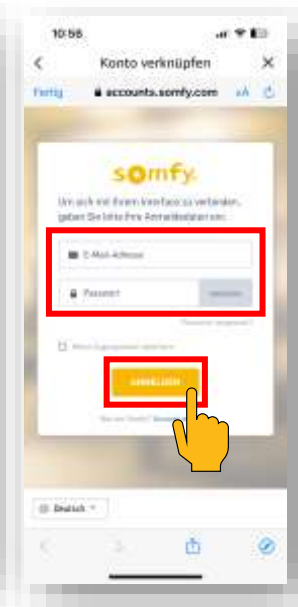 10:56
Konto verknüpfen
Fertig accounts.somfy.com AA
somfy.
Um sich mit Ihrem Interface zu verbinden,
geben Sie bitte Ihre Anmeldedaten ein:
E-Mail-Adresse
Passwort
ANMELDEN
Deutsch